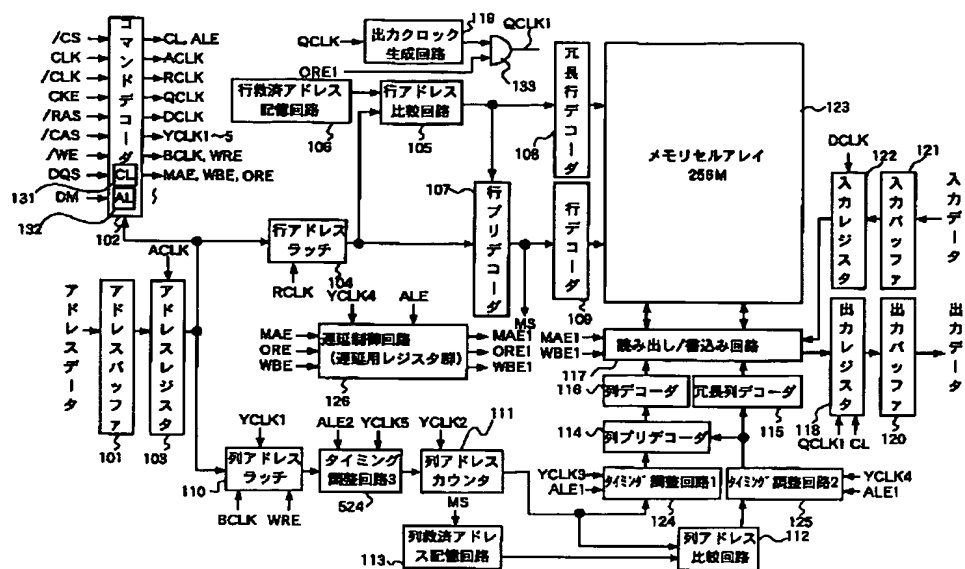 /CS
CLK
/CLK
CKE
/RAS
/CAS
/WE
DQS
DM
コマンドデコーダ
CL
AL
131
132
102
CL, ALE
ACLK
RCLK
QCLK
DCLK
YCLK1~5
BCLK, WRE
MAE, WBE, ORE
QCLK
出力クロック
生成回路
119
QCLK1
ORE1
133
行救済アドレス
記憶回路
106
行アドレス
比較回路
105
冗長行デコーダ
108
メモリセルアレイ
256M
123
107
行プリデコーダ
行デコーダ
109
MS
行アドレス
ラッチ
104
RCLK
ACLK
アドレスデータ
アドレスバッファ
101
アドレスレジスタ
103
YCLK4
ALE
MAE
ORE
WBE
遅延制御回路
(遅延用レジスタ群)
126
MAE1
ORE1
WBE1
MAE1
WBE1
読み出し/書込み回路
117
DCLK
122
121
入力レジスタ
入力バッファ
入力データ
出力レジスタ
出力バッファ
出力データ
118
120
QCLK1 CL
116
列デコーダ
冗長列デコーダ
115
114
列プリデコーダ
YCLK1
列アドレス
ラッチ
110
BCLK
WRE
ALE2
YCLK5
タイミング
調整回路3
524
YCLK2
111
列アドレス
カウンタ
YCLK3
ALE1
タイミング調整回路1
124
タイミング調整回路2
125
YCLK4
ALE1
MS
列救済アドレ
ス記憶回路
113
列アドレス
比較回路
112